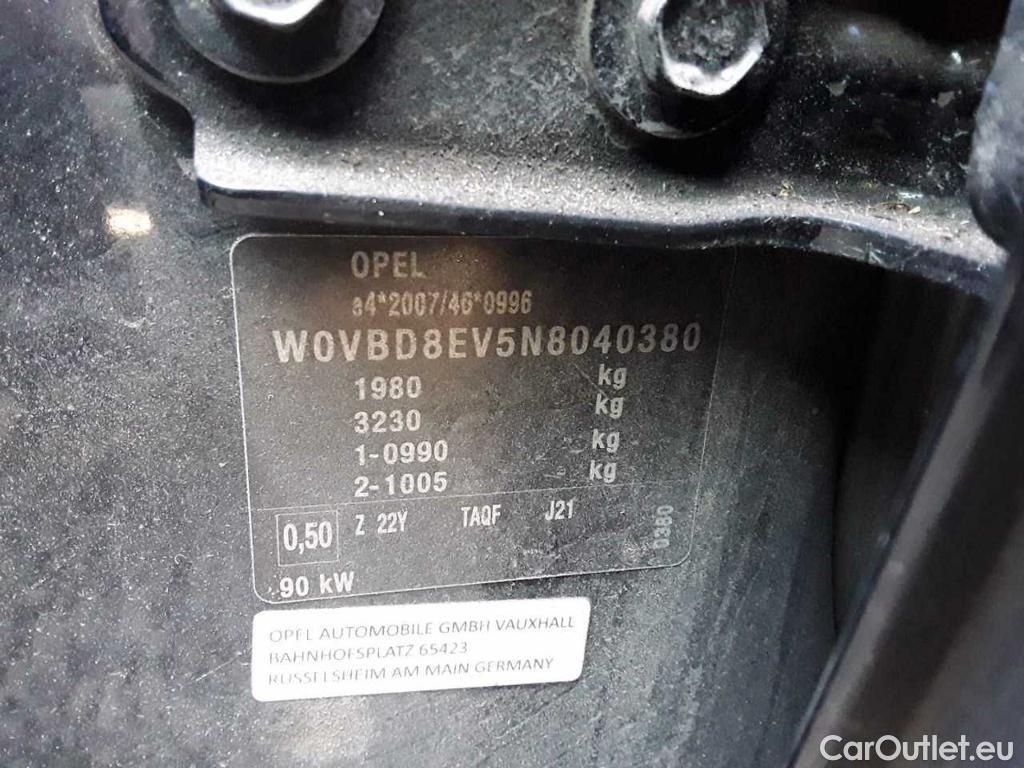 OPEL
e4*2007/46*0996
W0VBD8EV5N8040380
1980 kg
3230 kg
1-0990 kg
2-1005 kg
0,50 Z 22Y TAQF J21
0380
90 kW
OPEL AUTOMOBILE GMBH VAUXHALL
BAHNHOFSPLATZ 65423
RUSSELSHEIM AM MAIN GERMANY
CarOutlet.eu